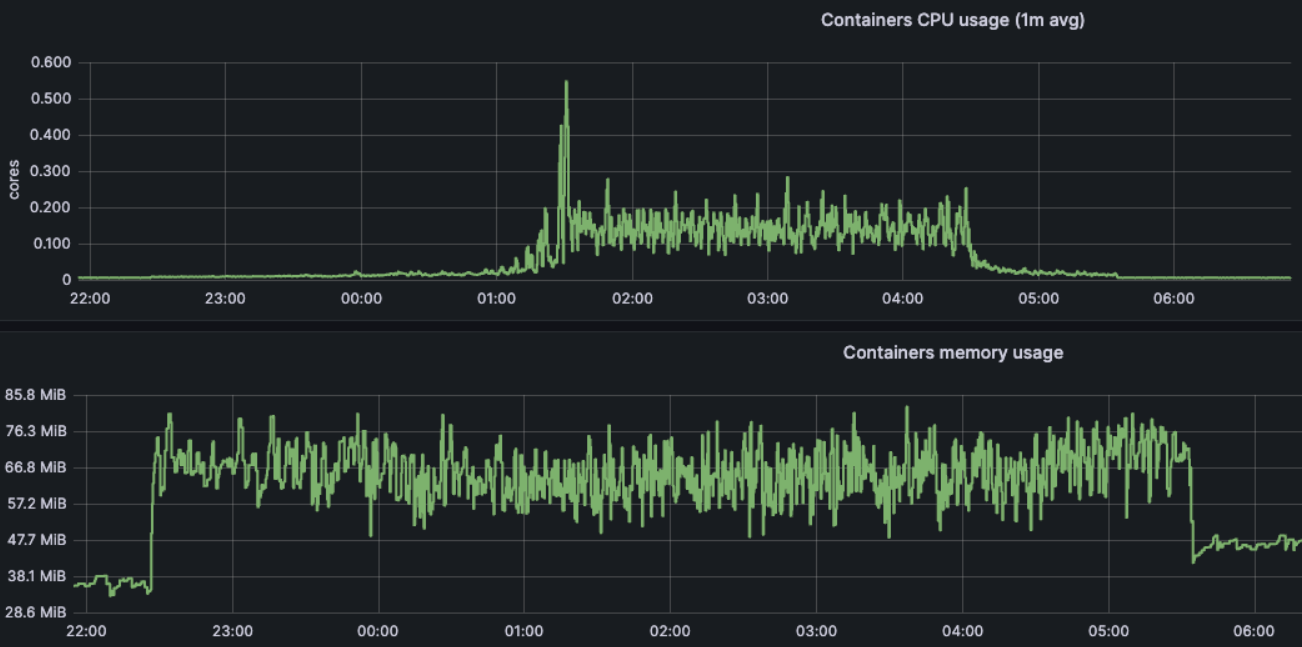 Containers CPU usage (1m avg)
0.600
0.500
0.400
0.300
0.200
0.100
0
cores
22:00 23:00 00:00 01:00 02:00 03:00 04:00 05:00 06:00
Containers memory usage
85.8 MiB
76.3 MiB
66.8 MiB
57.2 MiB
47.7 MiB
38.1 MiB
28.6 MiB
22:00 23:00 00:00 01:00 02:00 03:00 04:00 05:00 06:00